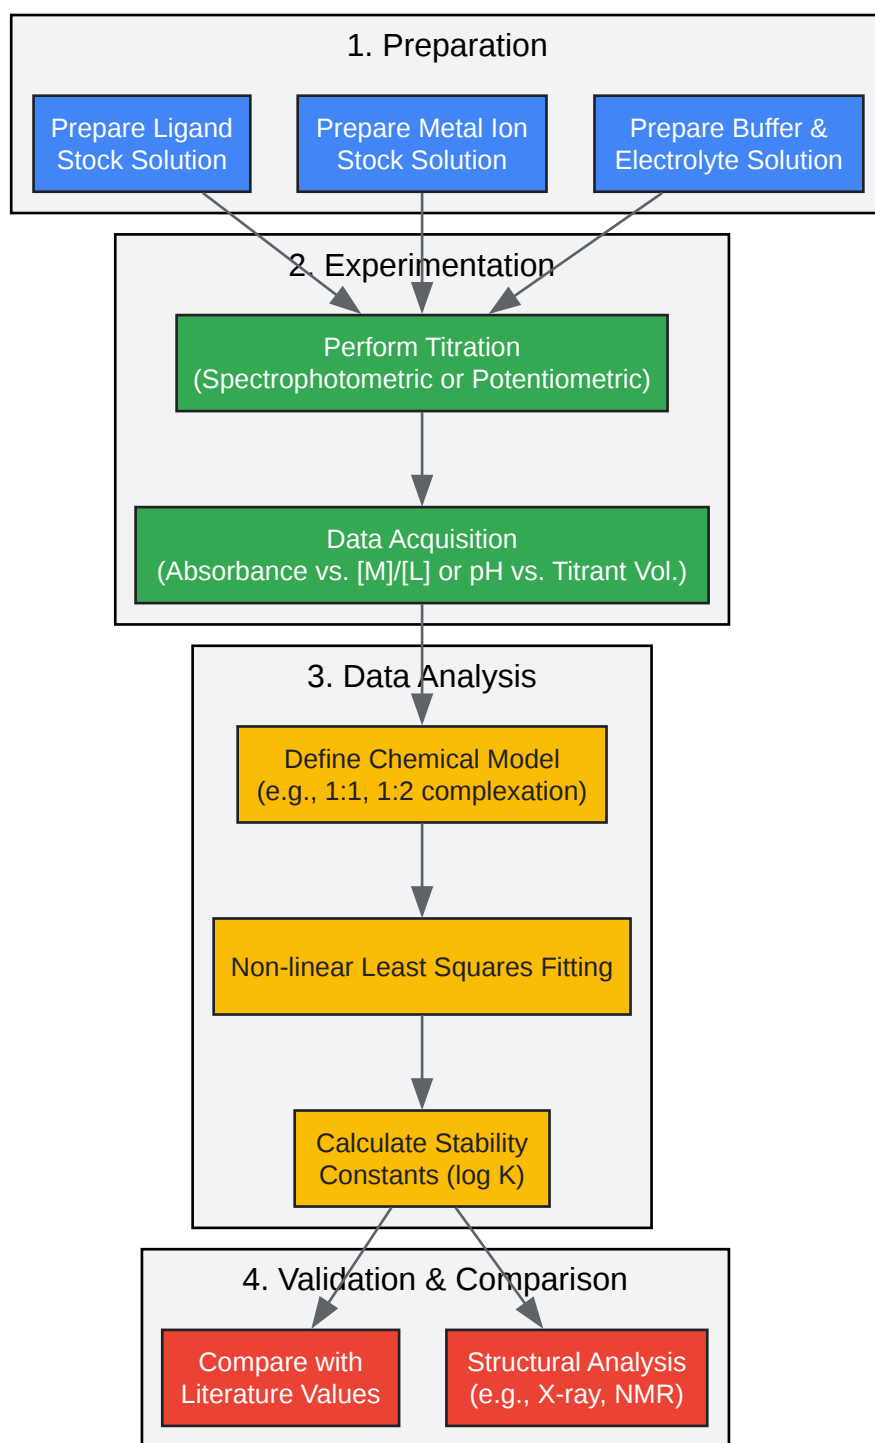 1. Preparation
Prepare Ligand
Stock Solution
Prepare Metal Ion
Stock Solution
Prepare Buffer &
Electrolyte Solution
2. Experimentation
Perform Titration
(Spectrophotometric or Potentiometric)
Data Acquisition
(Absorbance vs. [M]/[L] or pH vs. Titrant Vol.)
3. Data Analysis
Define Chemical Model
(e.g., 1:1, 1:2 complexation)
Non-linear Least Squares Fitting
Calculate Stability
Constants (log K)
4. Validation & Comparison
Compare with
Literature Values
Structural Analysis
(e.g., X-ray, NMR)